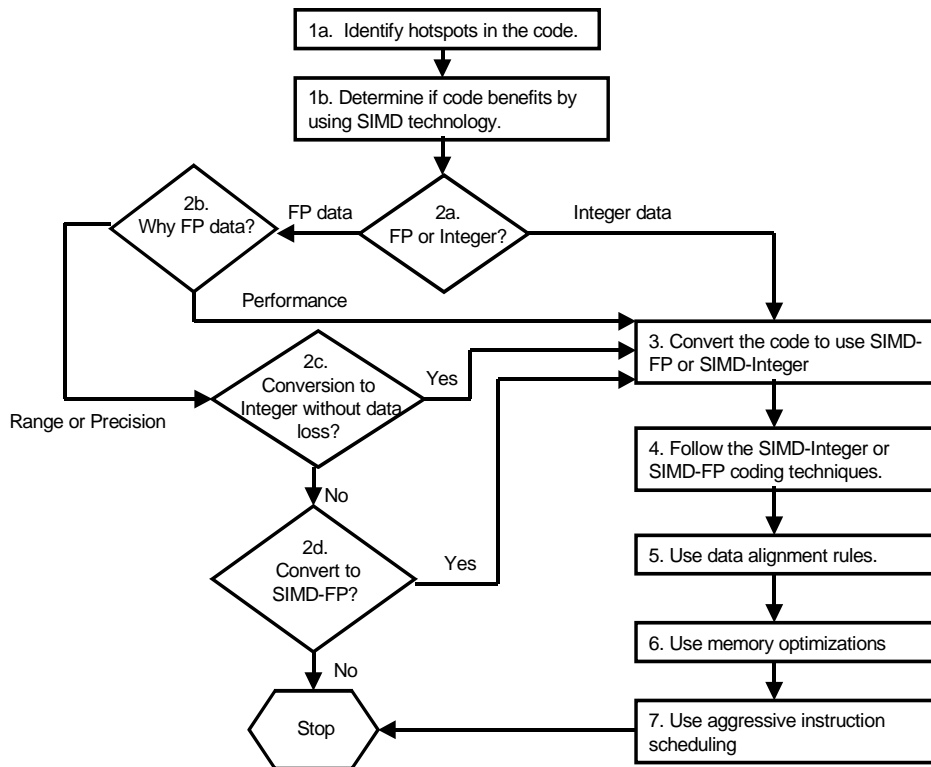 1a. Identify hotspots in the code.
1b. Determine if code benefits by
using SIMD technology.
2b.
Why FP data?
FP data
2a.
FP or Integer?
Integer data
Performance
3. Convert the code to use SIMD-
FP or SIMD-Integer
2c.
Conversion to
Integer without data
loss?
Yes
Range or Precision
4. Follow the SIMD-Integer or
SIMD-FP coding techniques.
No
2d.
Convert to
SIMD-FP?
Yes
5. Use data alignment rules.
6. Use memory optimizations
No
Stop
7. Use aggressive instruction
scheduling